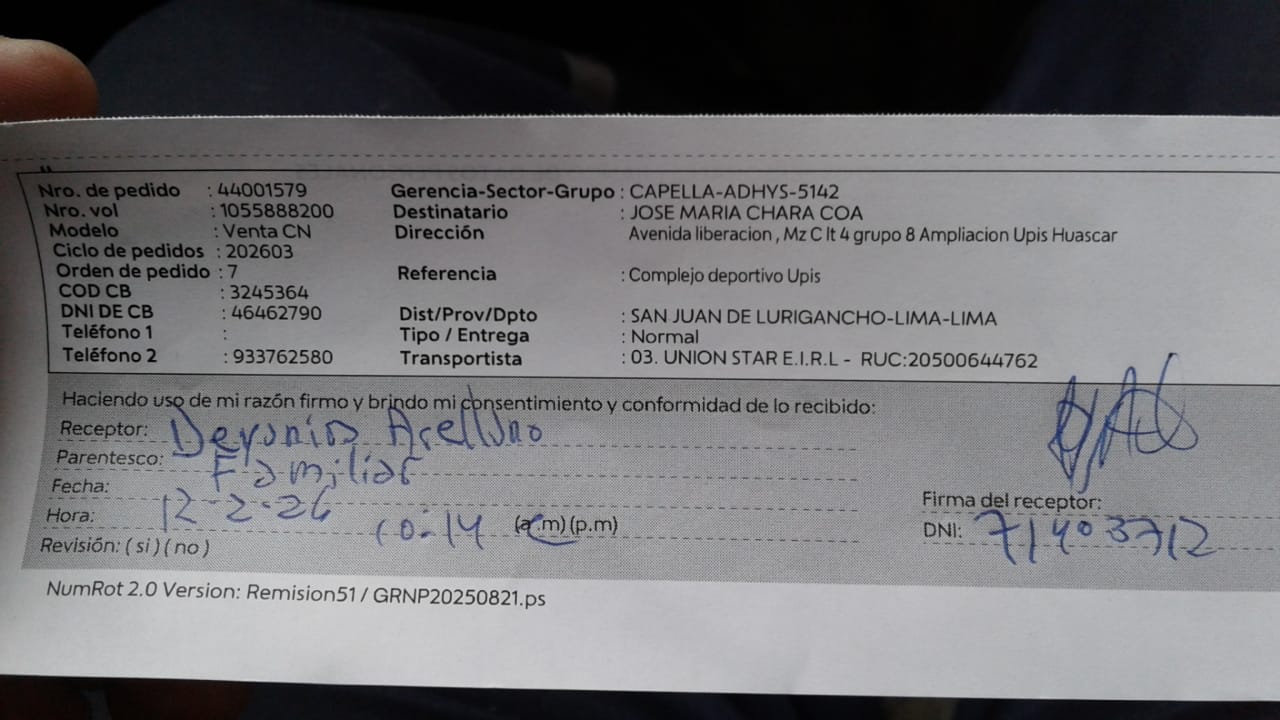 Nro. de pedido : 44001579 Gerencia-Sector-Grupo : CAPELLA-ADHYS-5142
Nro. vol : 1055888200 Destinatario : JOSE MARIA CHARA COA
Modelo : Venta CN Dirección Avenida liberacion , Mz C lt 4 grupo 8 Ampliacion Upis Huascar
Ciclo de pedidos : 202603
Orden de pedido : 7 Referencia : Complejo deportivo Upis
COD CB : 3245364
DNI DE CB : 46462790 Dist/Prov/Dpto : SAN JUAN DE LURIGANCHO-LIMA-LIMA
Teléfono 1 : Tipo / Entrega : Normal
Teléfono 2 : 933762580 Transportista : 03. UNION STAR E.I.R.L - RUC:20500644762
Haciendo uso de mi razón firmo y brindo mi consentimiento y conformidad de lo recibido:
Receptor:
Parentesco: Familiar
Fecha: 12-2-26
Hora: 10:14 (a.m)(p.m)
Revisión: ( si ) ( no )
Firma del receptor:
DNI: 71403712
NumRot 2.0 Version: Remision51 / GRNP20250821.ps